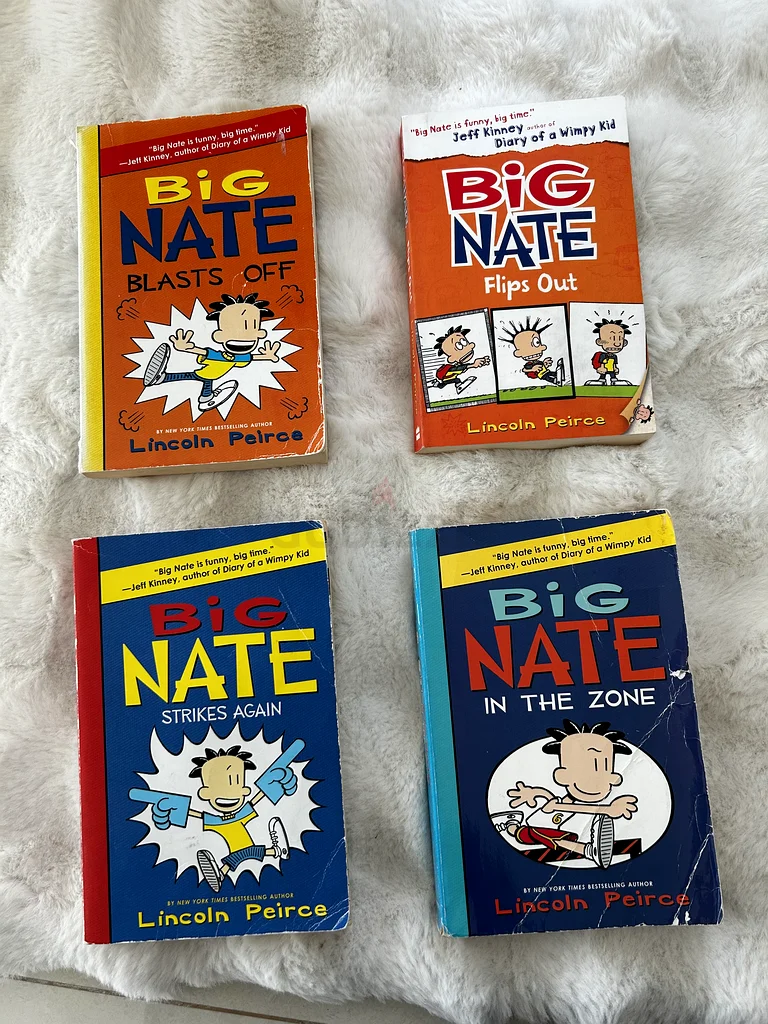 "Big Nate is funny, big time."
—Jeff Kinney, author of Diary of a Wimpy Kid
BiG
NATE
BLASTS OFF
BY NEW YORK TIMES BESTSELLING AUTHOR
Lincoln Peirce
"Big Nate is funny, big time."
Jeff Kinney author of
Diary of a Wimpy Kid
BiG
NATE
Flips Out
Lincoln Peirce
"Big Nate is funny, big time."
—Jeff Kinney, author of Diary of a Wimpy Kid
BiG
NATE
STRIKES AGAIN
BY NEW YORK TIMES BESTSELLING AUTHOR
Lincoln Peirce
"Big Nate is funny, big time."
—Jeff Kinney, author of Diary of a Wimpy Kid
BiG
NATE
IN THE ZONE
6
BY NEW YORK TIMES BESTSELLING AUTHOR
Lincoln Peirce